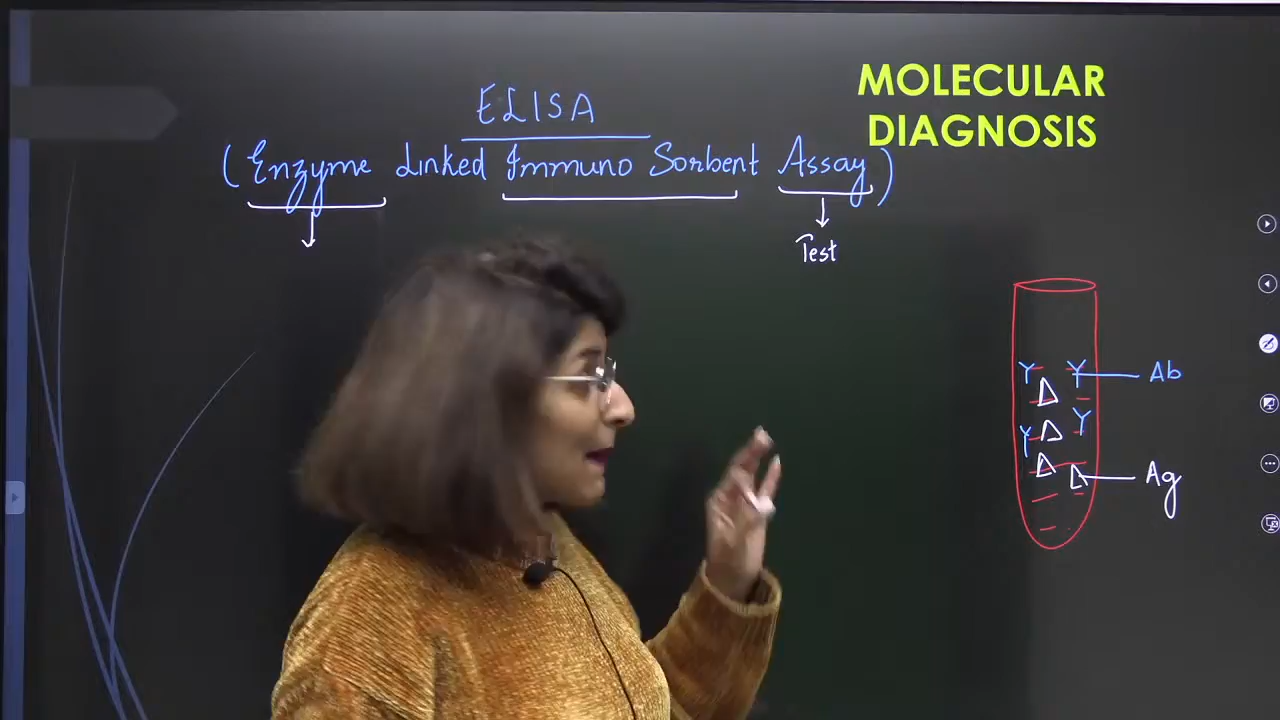 MOLECULAR
DIAGNOSIS
ELISA
(Enzyme Linked Immuno Sorbent Assay)
Test
Ab
Ag